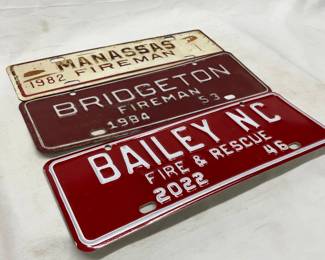 MANASSAS
1982 FIREMAN
BRIDGETON
FIREMAN
1984 53
BAILEY NC
FIRE & RESCUE
2022 46